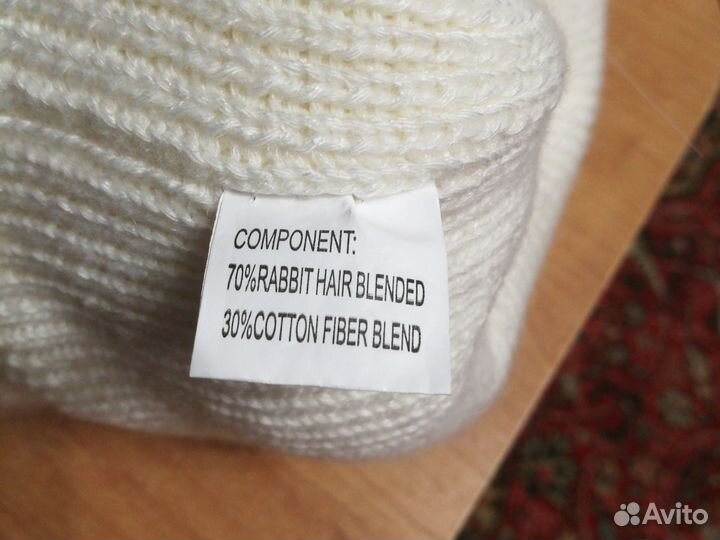 COMPONENT:
70%RABBIT HAIR BLENDED
30%COTTON FIBER BLEND
Avito